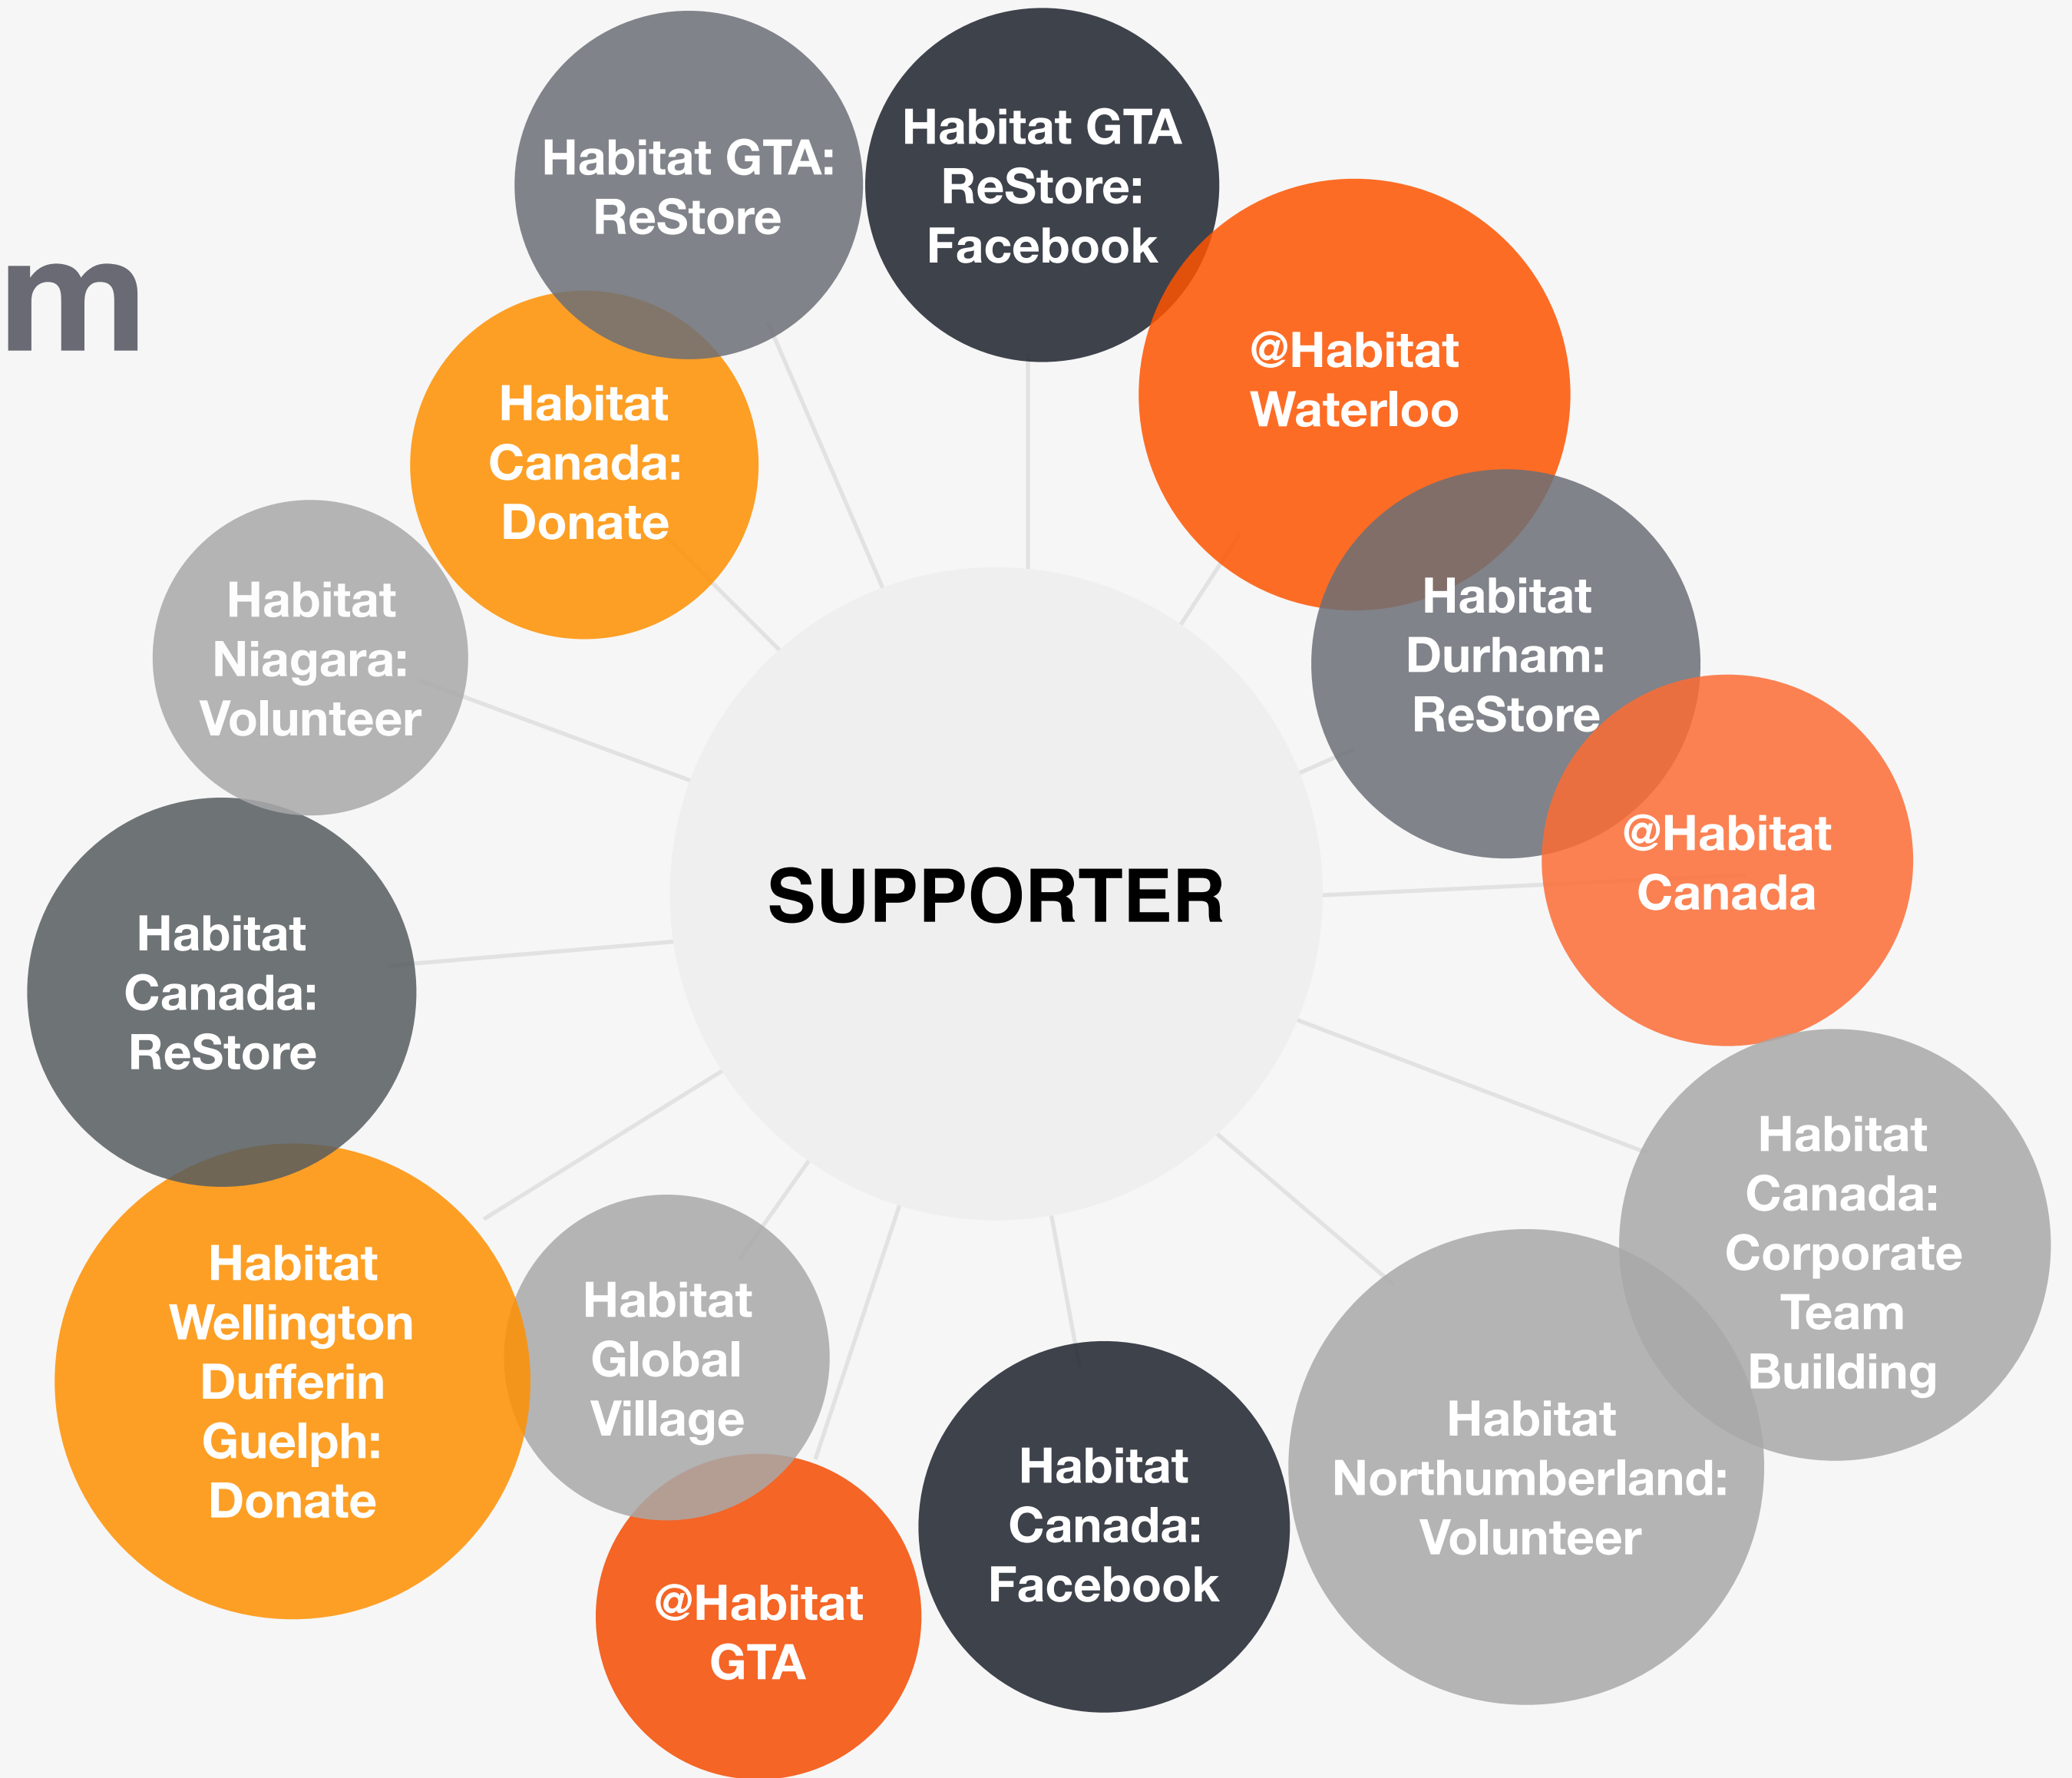 m
Habitat GTA:
ReStore
Habitat GTA
ReStore:
Facebook
@Habitat
Waterloo
Habitat
Durham:
ReStore
@Habitat
Canada
Habitat
Canada:
Corporate
Team
Building
Habitat
Northumberland:
Volunteer
Habitat
Canada:
Facebook
@Habitat
GTA
Habitat
Global
Village
Habitat
Wellington
Dufferin
Guelph:
Donate
Habitat
Canada:
ReStore
Habitat
Niagara:
Volunteer
Habitat
Canada:
Donate
SUPPORTER